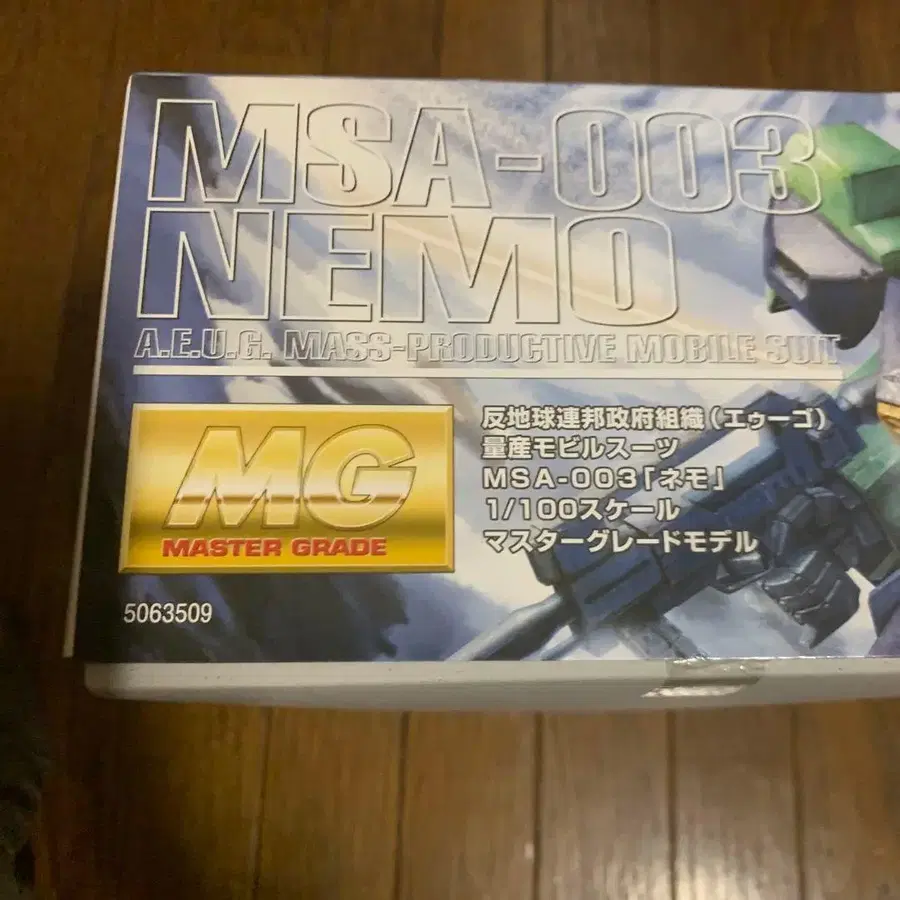 MSA-003
NEMO
A.E.U.G. MASS-PRODUCTIVE MOBILE SUIT
MG
MASTER GRADE
反地球連邦政府組織(エゥーゴ)
量産モビルスーツ
MSA-003「ネモ」
1/100スケール
マスターグレードモデル
5063509